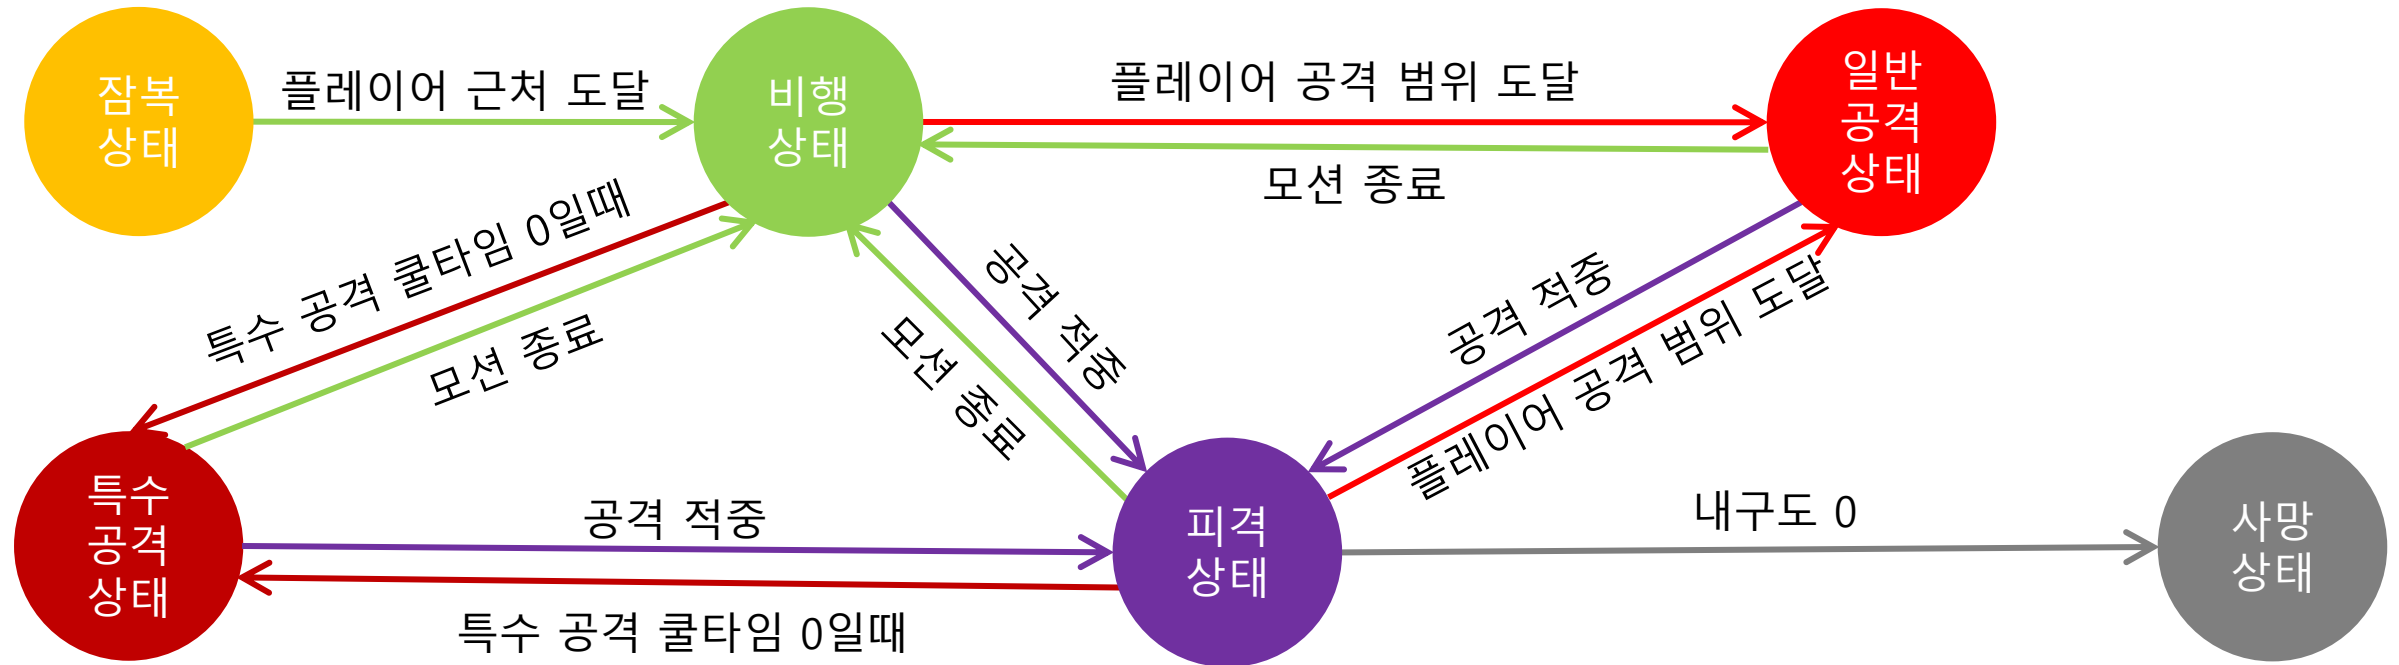 잠복
상태
플레이어 근처 도달
비행
상태
플레이어 공격 범위 도달
모션 종료
일반
공격
상태
특수 공격 쿨타임 0일때
모션 종료
공격 적중
모션 종료
공격 적중
플레이어 공격 범위 도달
특수
공격
상태
공격 적중
특수 공격 쿨타임 0일때
피격
상태
내구도 0
사망
상태